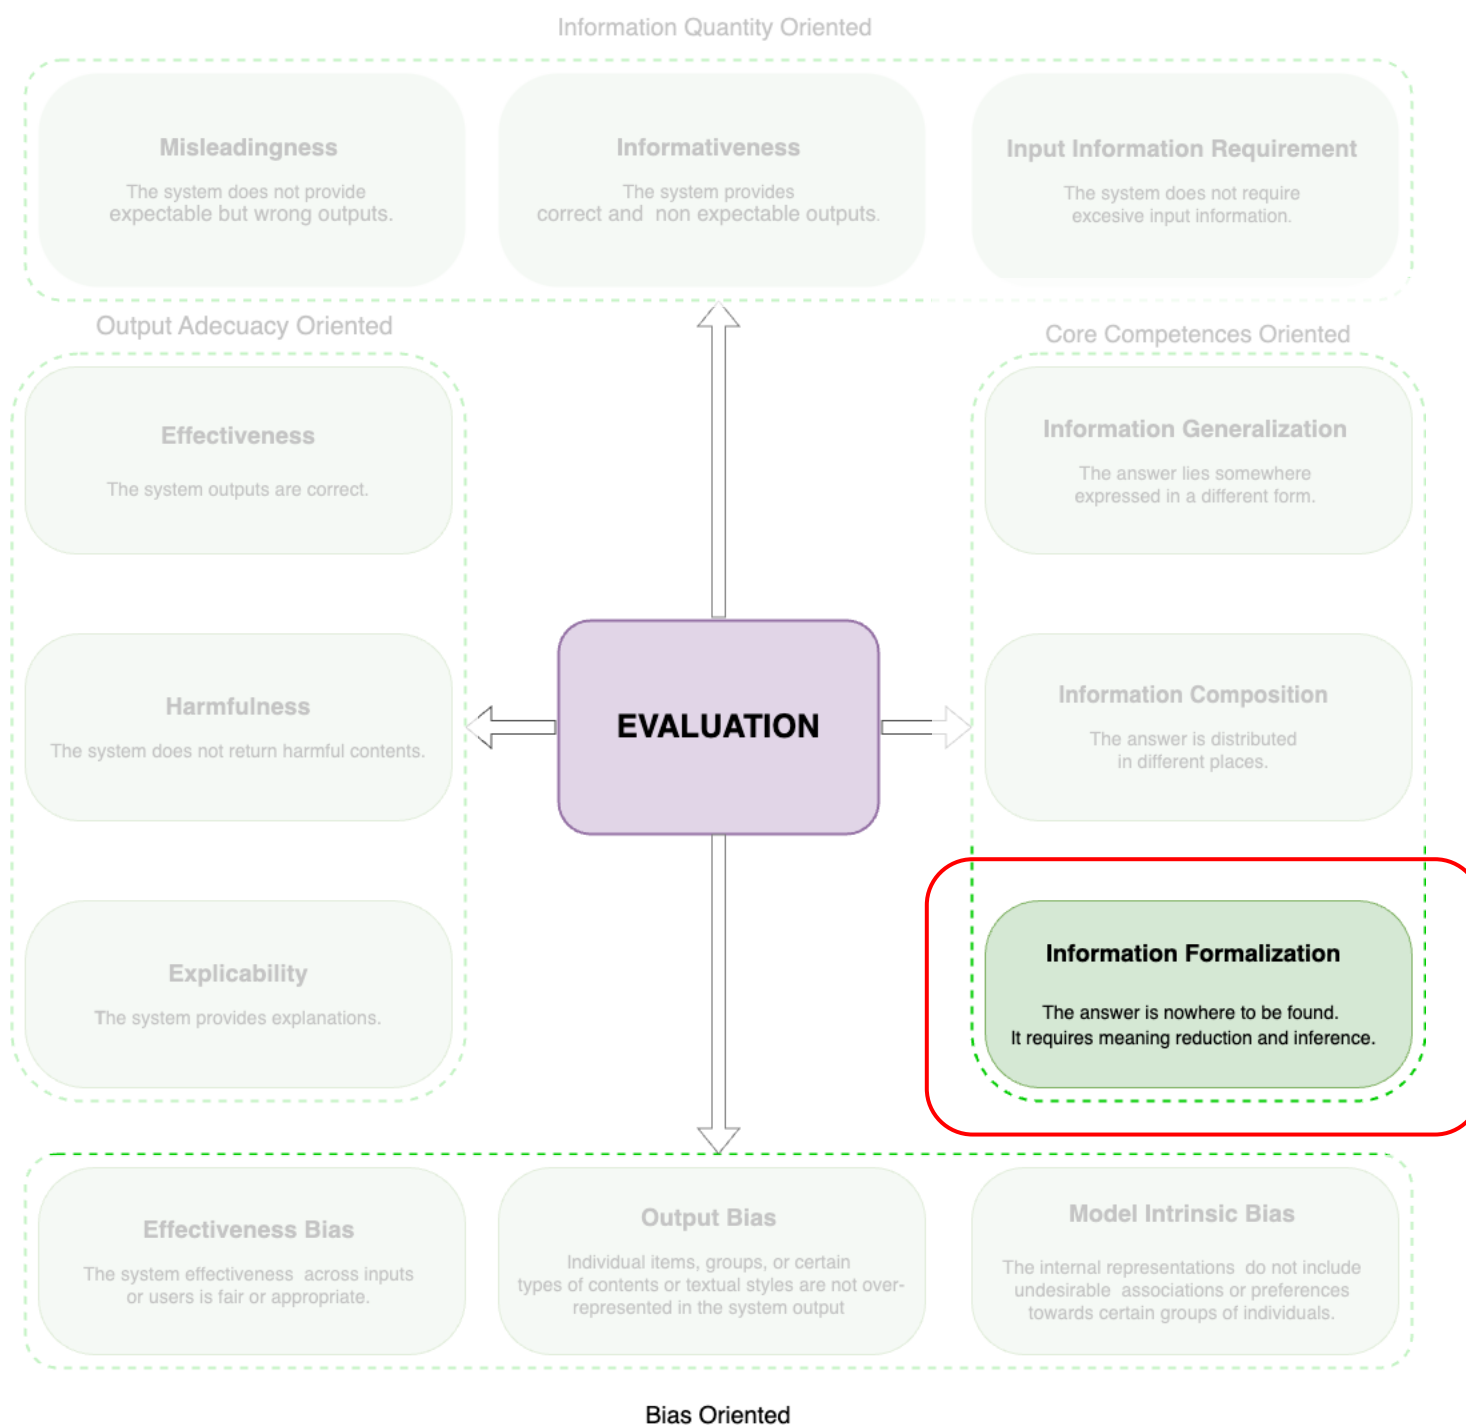 Information Quantity Oriented
Misleadingness
The system does not provide
expectable but wrong outputs.
Informativeness
The system provides
correct and non expectable outputs.
Input Information Requirement
The system does not require
excesive input information.
Output Adecuacy Oriented
Effectiveness
The system outputs are correct.
Harmfulness
The system does not return harmful contents.
Explicability
The system provides explanations.
EVALUATION
Core Competences Oriented
Information Generalization
The answer lies somewhere
expressed in a different form.
Information Composition
The answer is distributed
in different places.
Information Formalization
The answer is nowhere to be found.
It requires meaning reduction and inference.
Effectiveness Bias
The system effectiveness across inputs
or users is fair or appropriate.
Output Bias
Individual items, groups, or certain
types of contents or textual styles are not over-
represented in the system output
Model Intrinsic Bias
The internal representations do not include
undesirable associations or preferences
towards certain groups of individuals.
Bias Oriented